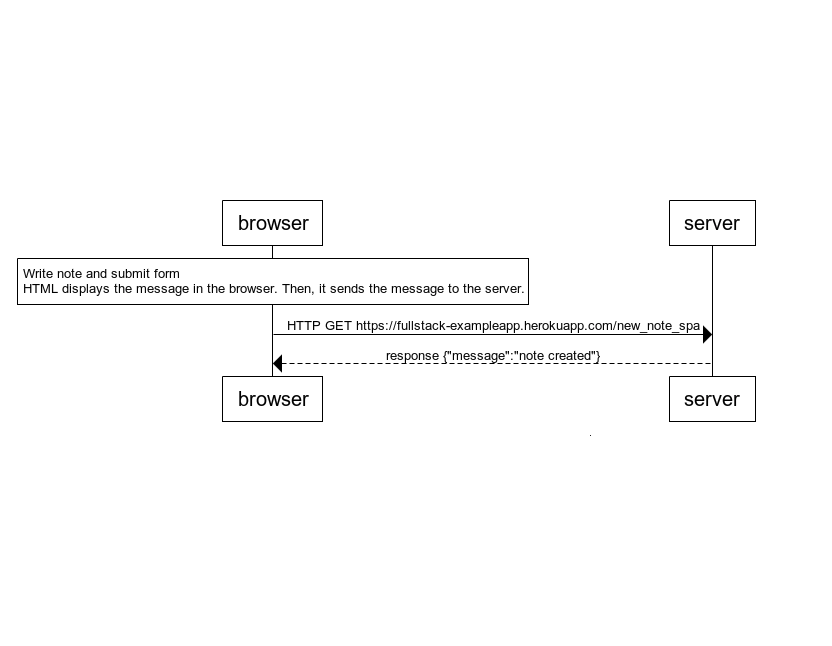 browser
server
Write note and submit form
HTML displays the message in the browser. Then, it sends the message to the server.
HTTP GET https://fullstack-exampleapp.herokuapp.com/new_note_spa
response {"message":"note created"}
browser
server